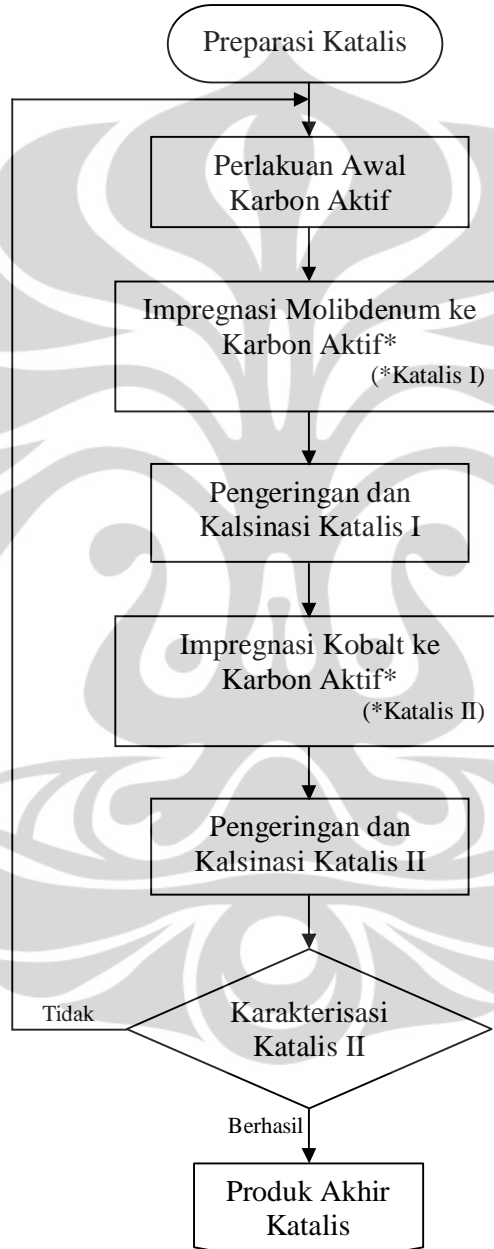 Preparasi Katalis
Perlakuan Awal
Karbon Aktif
Impregnasi Molibdenum ke
Karbon Aktif*
(*Katalis I)
Pengeringan dan
Kalsinasi Katalis I
Impregnasi Kobalt ke
Karbon Aktif*
(*Katalis II)
Pengeringan dan
Kalsinasi Katalis II
Tidak
Karakterisasi
Katalis II
Berhasil
Produk Akhir
Katalis